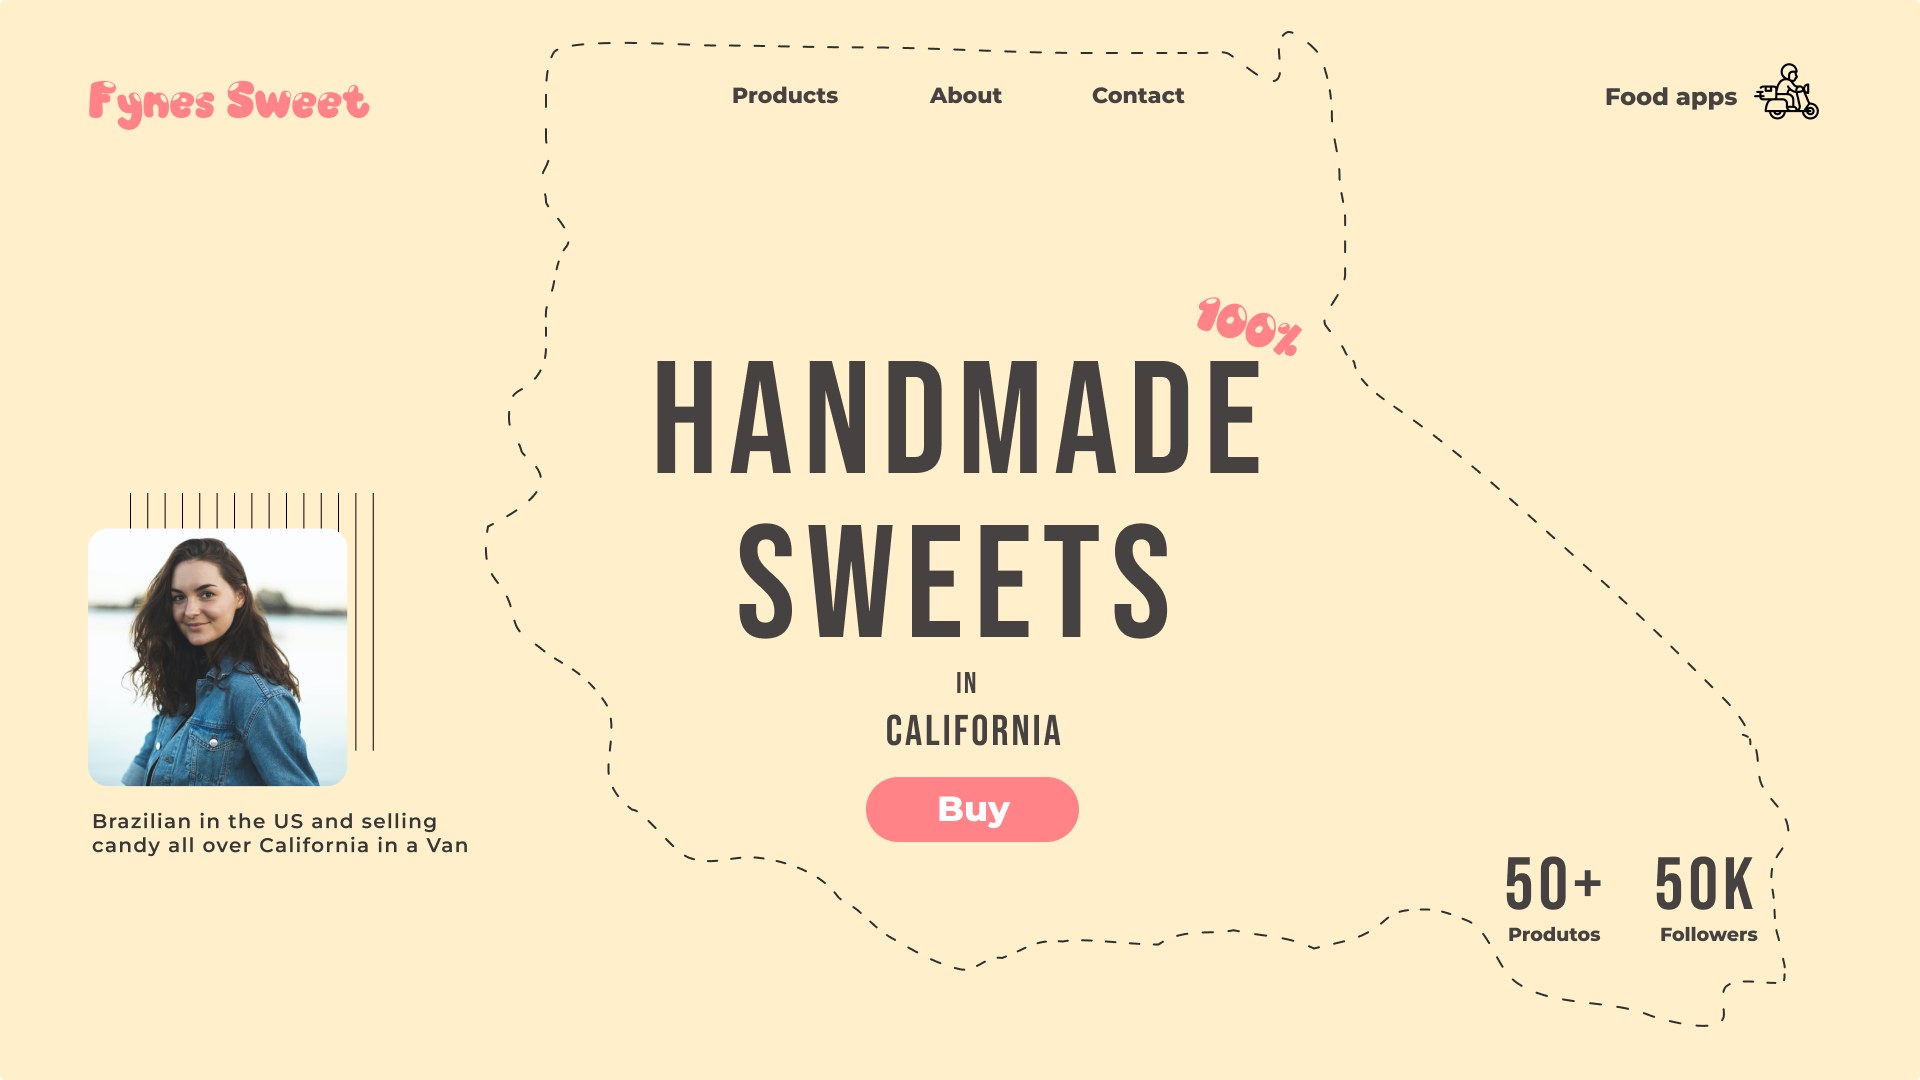 Fynes Sweet
Products
About
Contact
Food apps
100%
HANDMADE
SWEETS
IN
CALIFORNIA
Buy
Brazilian in the US and selling
candy all over California in a Van
50+
Produtos
50K
Followers